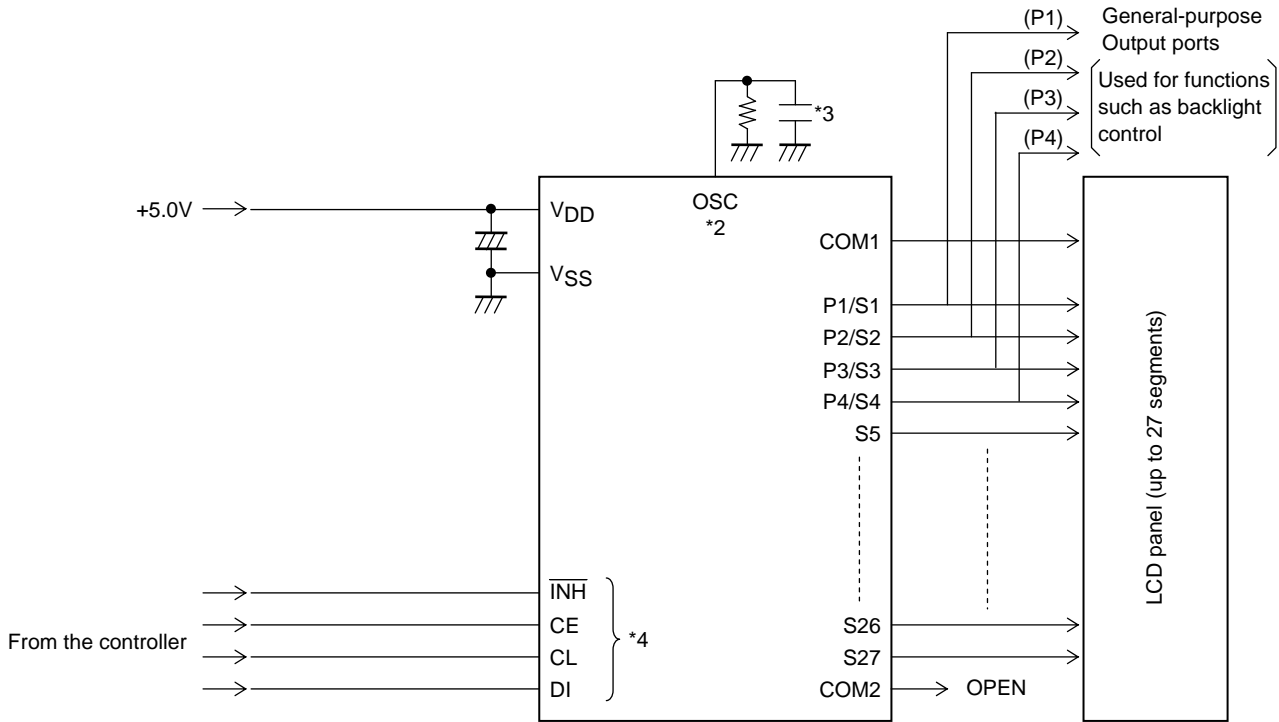 (P1)
General-purpose
Output ports
(P2)
Used for functions
such as backlight
control
(P3)
(P4)
*3
+5.0V
VDD
OSC
*2
COM1
VSS
P1/S1
P2/S2
P3/S3
P4/S4
S5
LCD panel (up to 27 segments)
From the controller
INH
CE
CL
DI
*4
S26
S27
COM2
OPEN